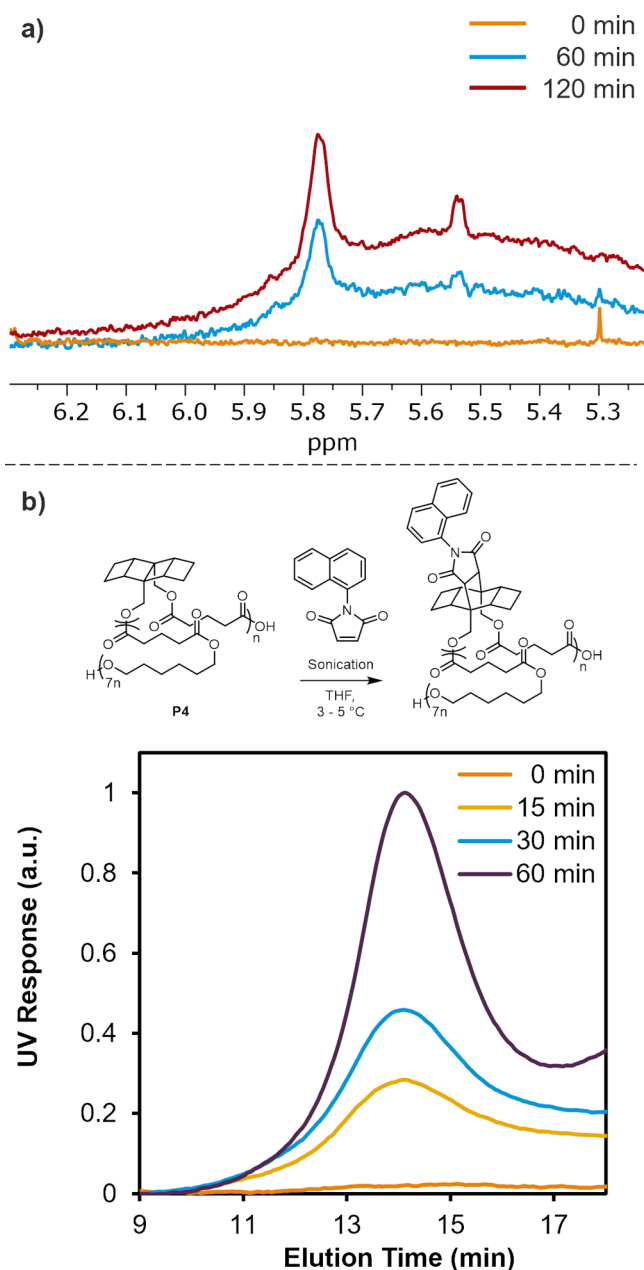 a)
0 min
60 min
120 min
6.2 6.1 6.0 5.9 5.8 5.7 5.6 5.5 5.4 5.3
ppm
b)
N
O
O
N
O
O
O
O
O
O
O
OH
n
H
O
7n
O
P4
Sonication
THF,
3 - 5 °C
N
O
O
O
O
O
O
O
O
OH
n
H
O
7n
O
0 min
15 min
30 min
60 min
1
0.8
0.6
0.4
0.2
0
UV Response (a.u.)
9 11 13 15 17
Elution Time (min)